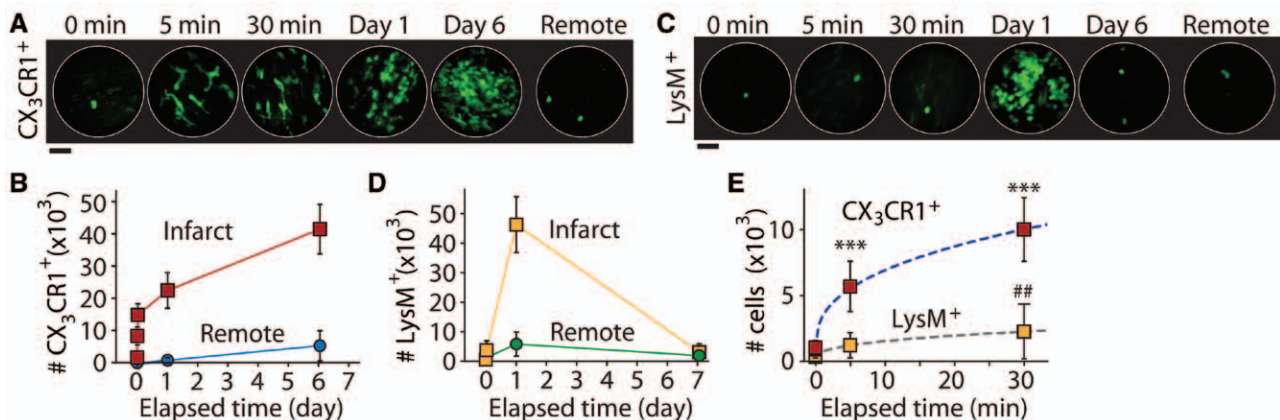 A
0 min 5 min 30 min Day 1 Day 6 Remote
CX3CR1+
C
0 min 5 min 30 min Day 1 Day 6 Remote
LysM+
B
# CX3CR1+(x10^3)
50
40
30
20
10
0
Infarct
Remote
0 1 2 3 4 5 6 7
Elapsed time (day)
D
# LysM+(x10^3)
50
40
30
20
10
0
Infarct
Remote
0 1 2 3 4 5 6 7
Elapsed time (day)
E
# cells (x10^3)
10
5
0
CX3CR1+
***
***
LysM+
##
0 10 20 30
Elapsed time (min)